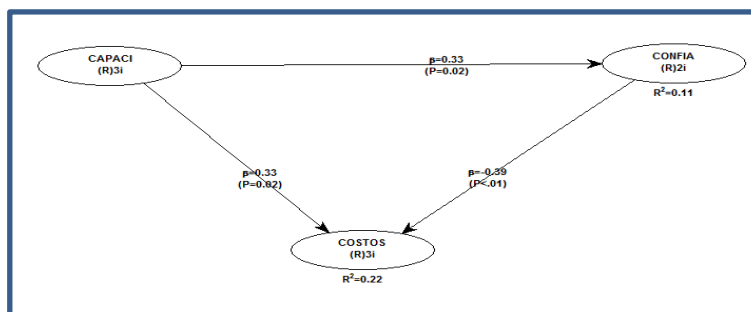 CAPACI
(R)3i
β=0.33
(P=0.02)
CONFIA
(R)2i
R²=0.11
β=0.33
(P=0.02)
β=-0.39
(P<.01)
COSTOS
(R)3i
R²=0.22